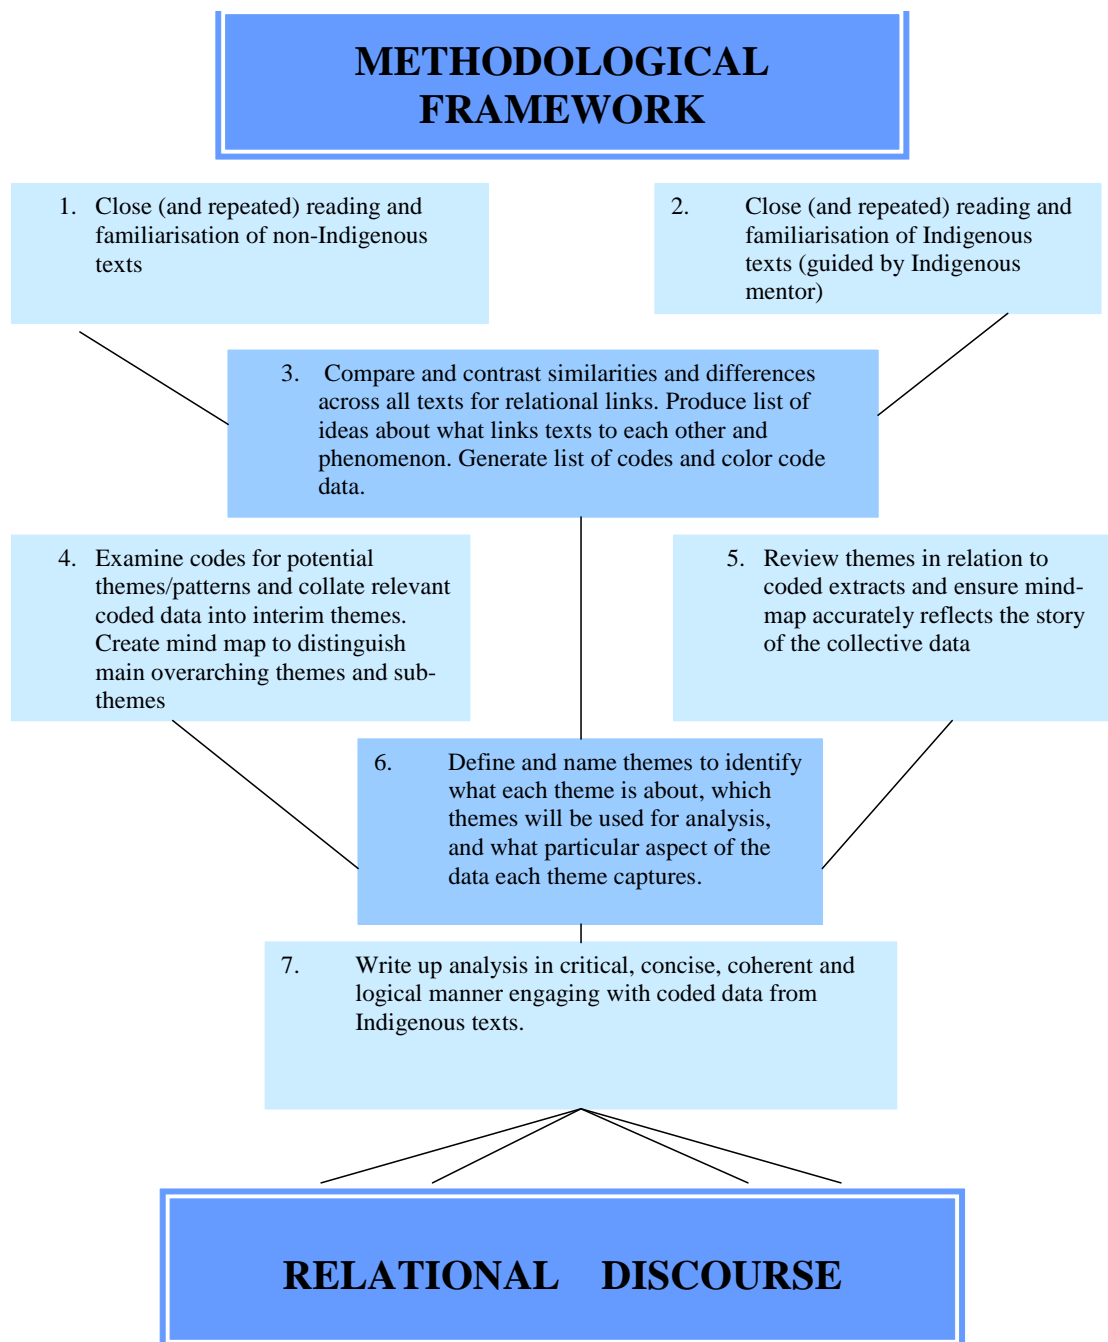 METHODOLOGICAL
FRAMEWORK
1. Close (and repeated) reading and
familiarisation of non-Indigenous
texts
2. Close (and repeated) reading and
familiarisation of Indigenous
texts (guided by Indigenous
mentor)
3. Compare and contrast similarities and differences
across all texts for relational links. Produce list of
ideas about what links texts to each other and
phenomenon. Generate list of codes and color code
data.
4. Examine codes for potential
themes/patterns and collate relevant
coded data into interim themes.
Create mind map to distinguish
main overarching themes and sub-
themes
5. Review themes in relation to
coded extracts and ensure mind-
map accurately reflects the story
of the collective data
6. Define and name themes to identify
what each theme is about, which
themes will be used for analysis,
and what particular aspect of the
data each theme captures.
7. Write up analysis in critical, concise, coherent and
logical manner engaging with coded data from
Indigenous texts.
RELATIONAL DISCOURSE